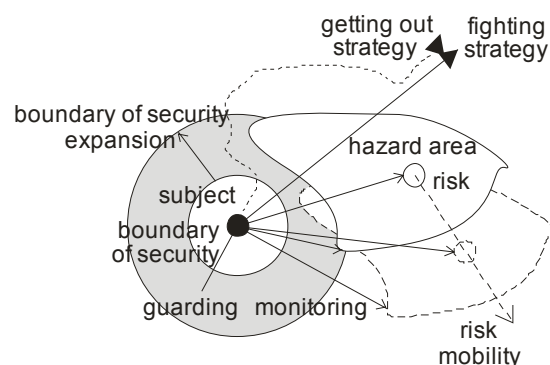 getting out
strategy
fighting
strategy
boundary of security
expansion
hazard area
risk
subject
boundary
of security
guarding
monitoring
risk
mobility